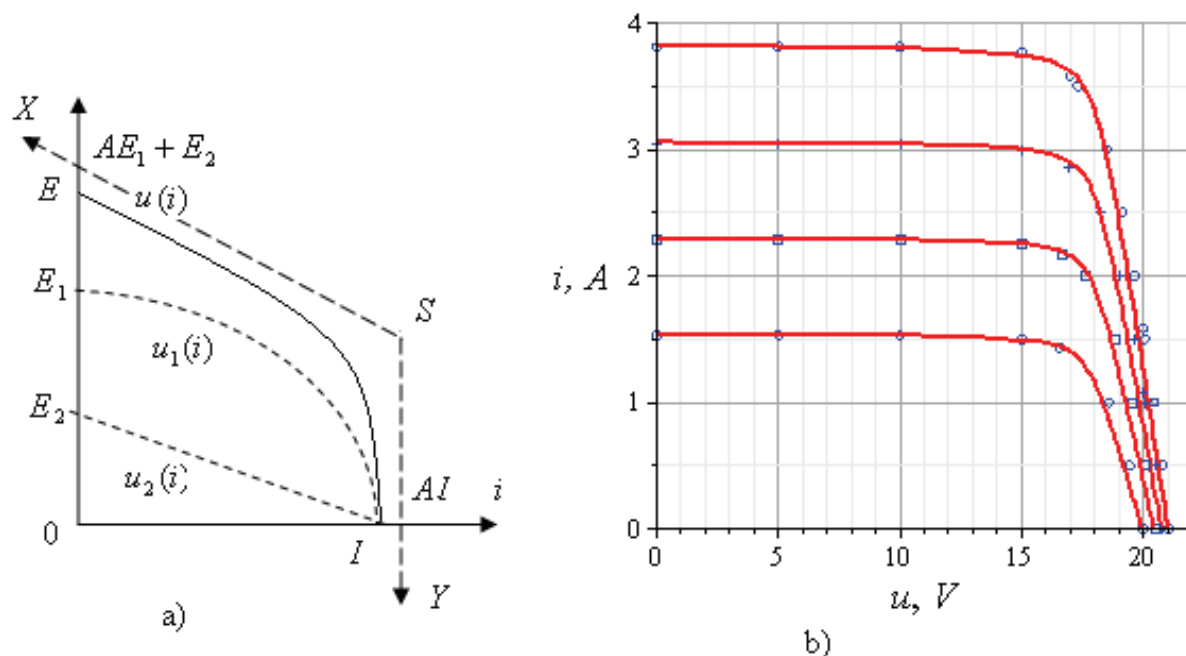 X
AE₁ + E₂
E
u(i)
E₁
S
u₁(i)
E₂
u₂(i)
AI
i
0
I
Y
a)
4
3
i, A
2
1
0
0
5
10
15
20
u, V
b)